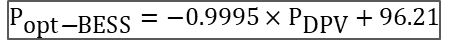 P_opt−BESS = −0.9995 × P_DPV + 96.21